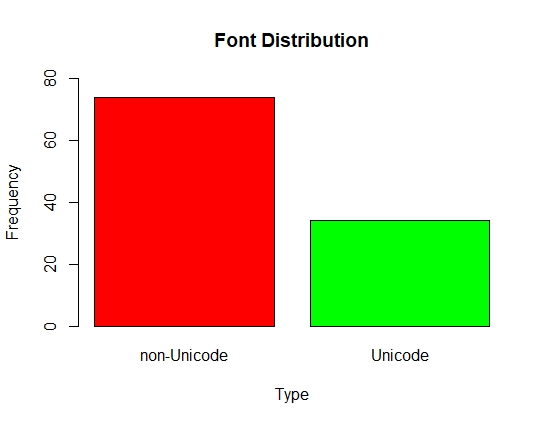 Font Distribution
80
60
40
20
0
Frequency
non-Unicode
Unicode
Type